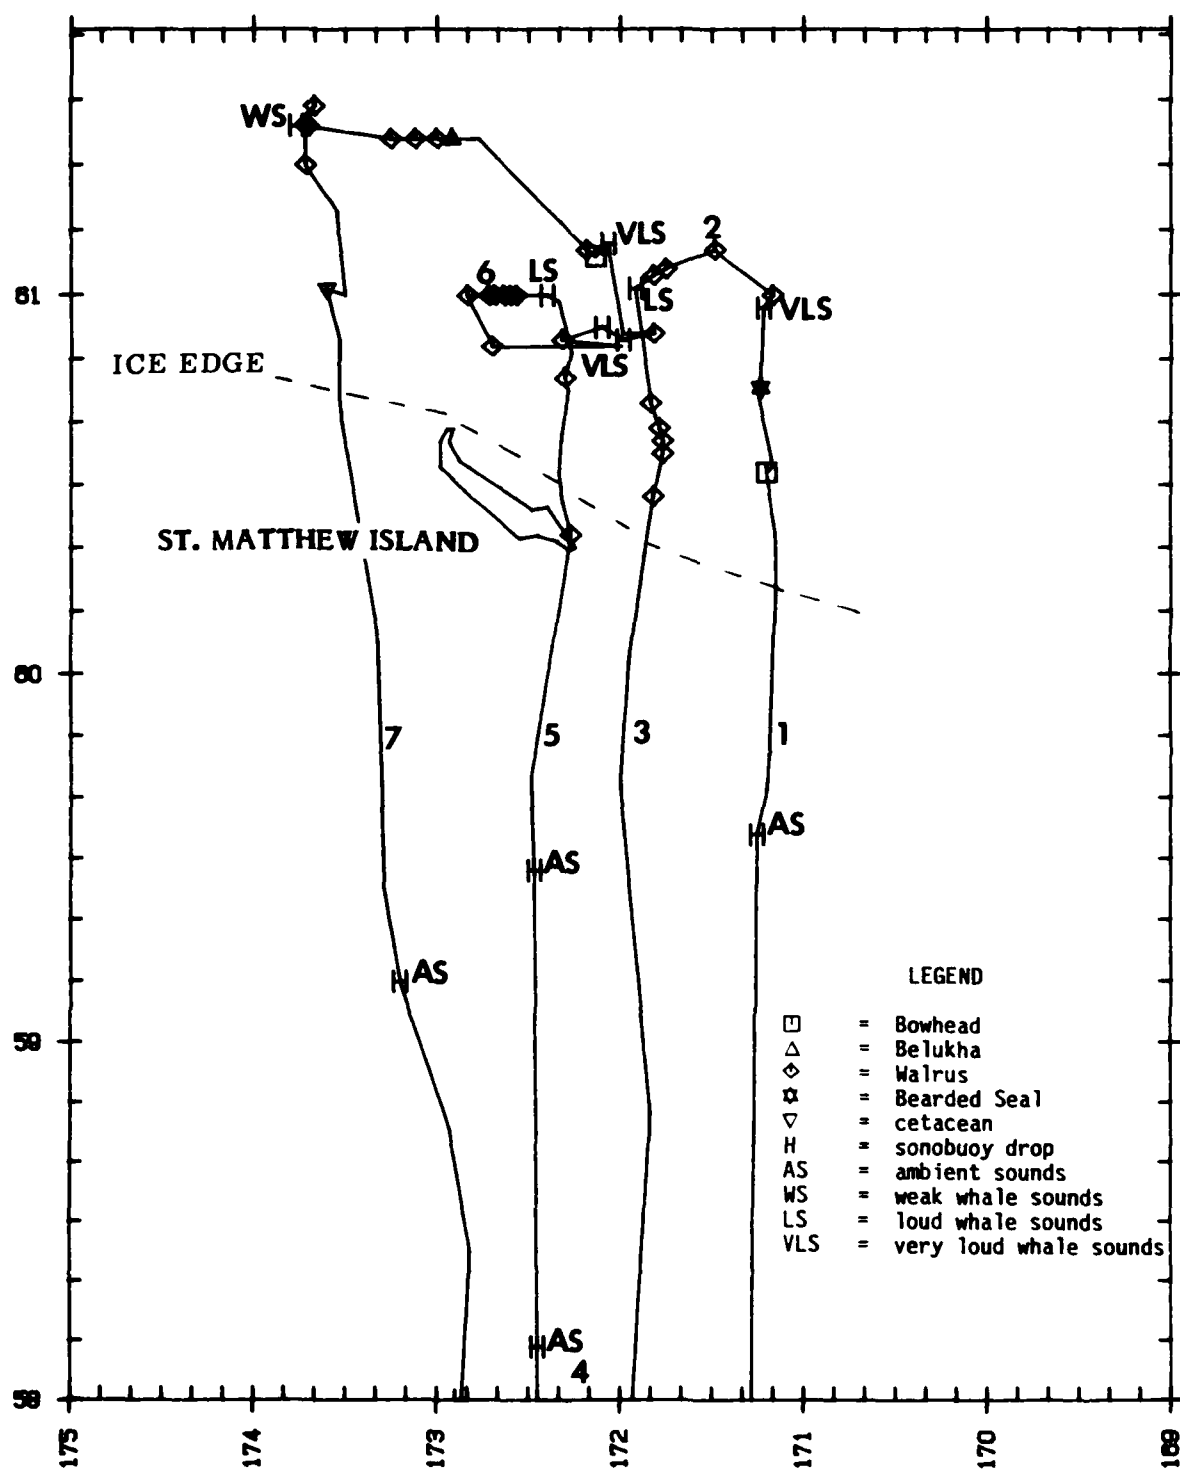 WS
VLS
2
6
LS
LS
VLS
61
VLS
ICE EDGE
ST. MATTHEW ISLAND
60
7
5
3
1
AS
AS
AS
LEGEND
59
= Bowhead
= Belukha
= Walrus
= Bearded Seal
= cetacean
H = sonobuoy drop
AS = ambient sounds
WS = weak whale sounds
LS = loud whale sounds
VLS = very loud whale sounds
AS
4
58
175 174 173 172 171 170 169